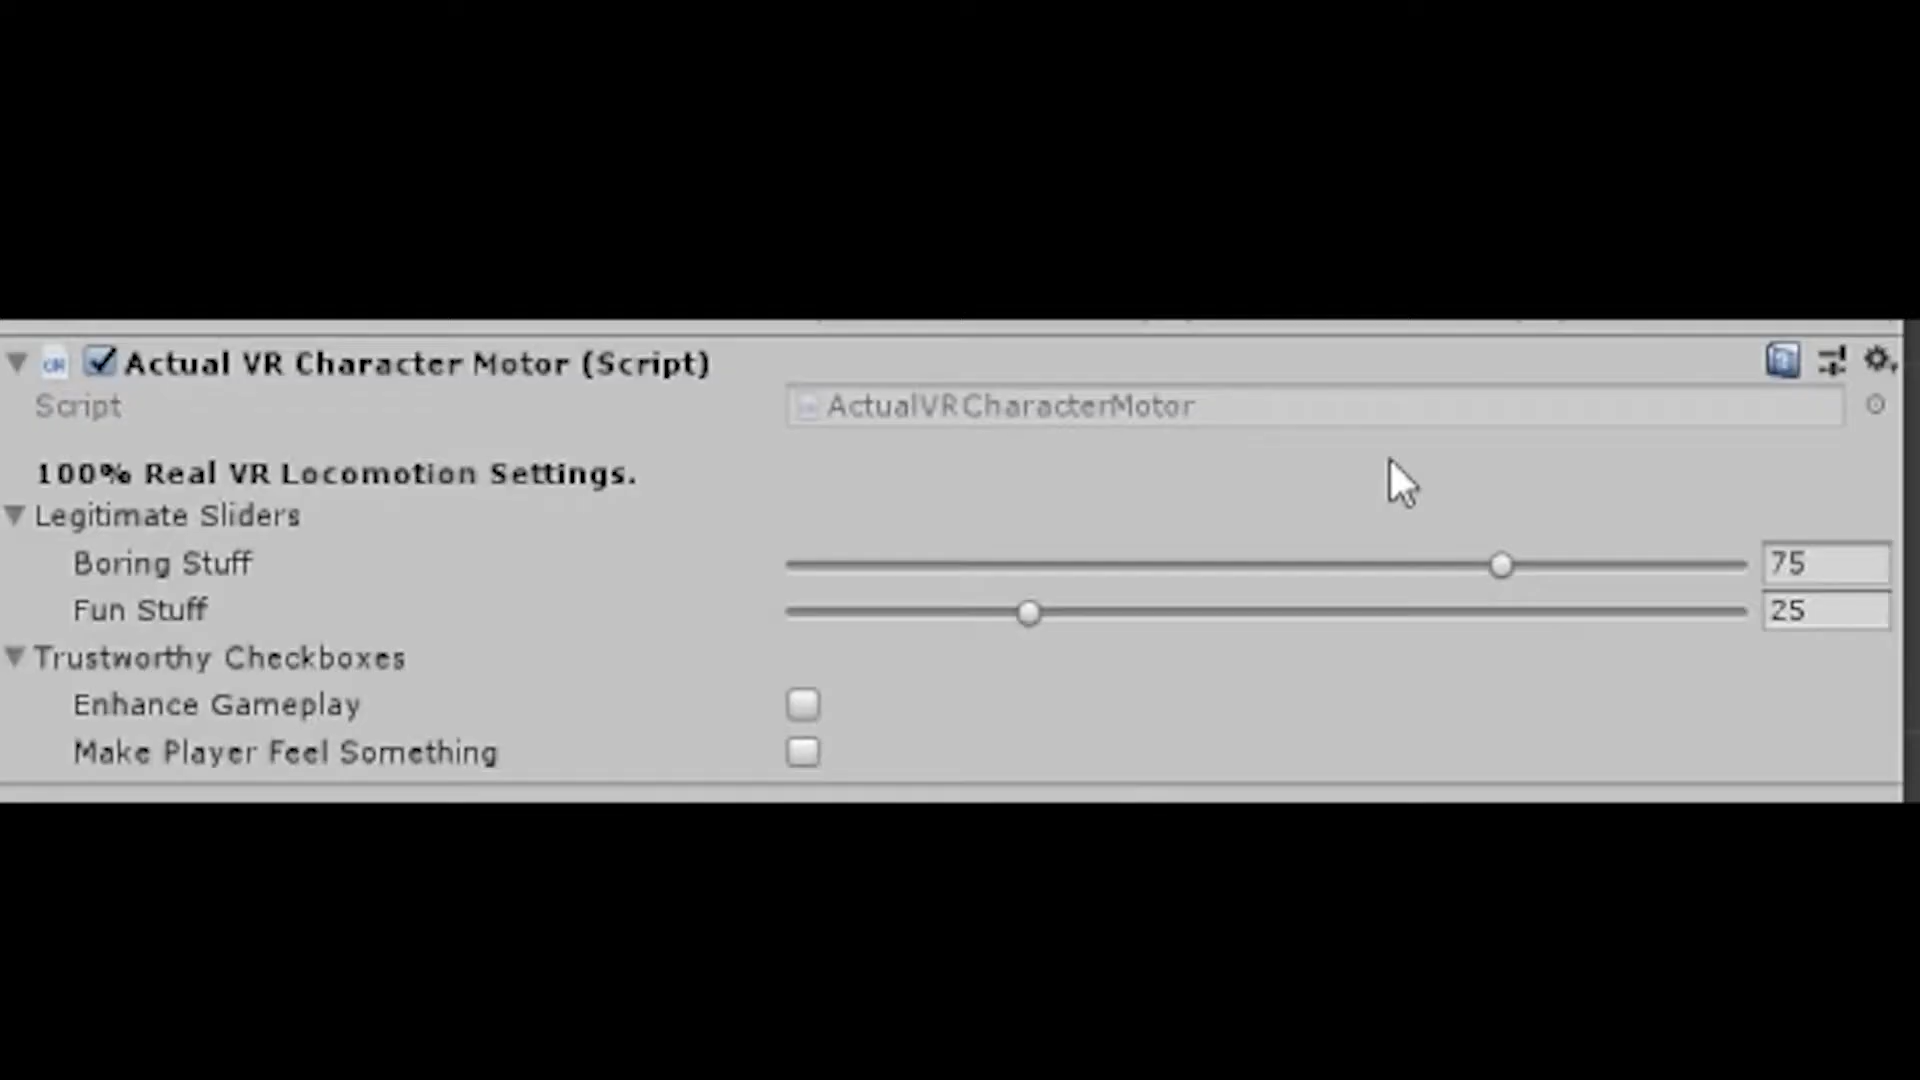 Actual VR Character Motor (Script)
Script ActualVRCharacterMotor
100% Real VR Locomotion Settings.
Legitimate Sliders
Boring Stuff 75
Fun Stuff 25
Trustworthy Checkboxes
Enhance Gameplay
Make Player Feel Something